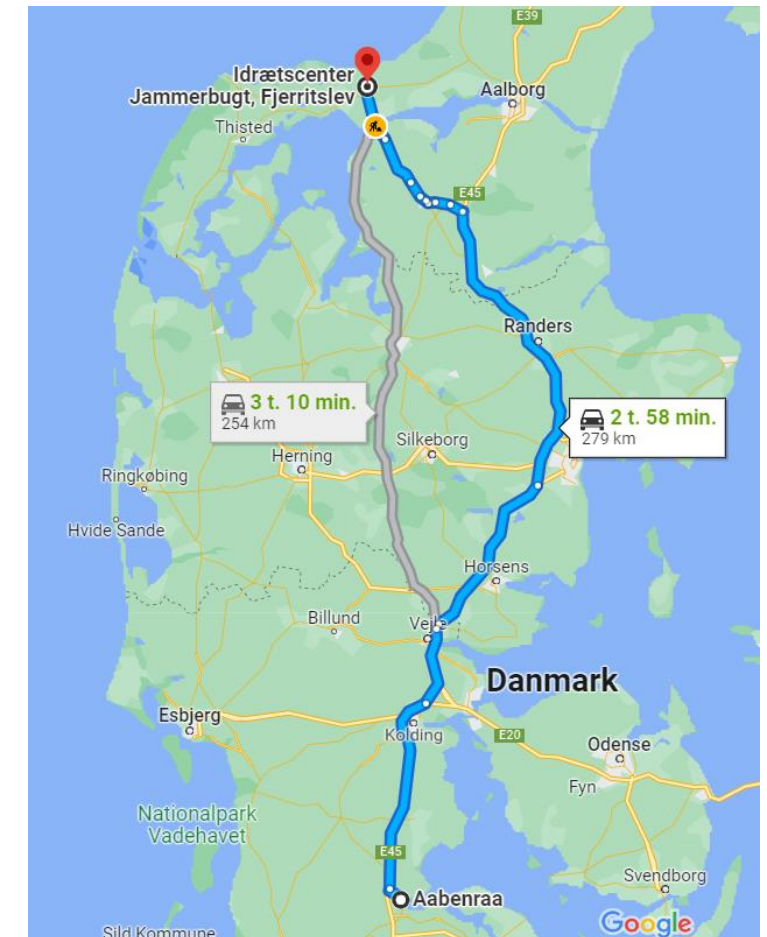 E39
Idrætscenter
Jammerbugt, Fjerritslev
Aalborg
Thisted
E45
Randers
3 t. 10 min.
254 km
2 t. 58 min.
279 km
Silkeborg
Herning
Ringkøbing
Hvide Sande
Horsens
Billund
Vejle
Danmark
Esbjerg
Kolding
E20
Odense
Fyn
Nationalpark
Vadehavet
E45
Svendborg
Aabenraa
Google
Sild Kommune